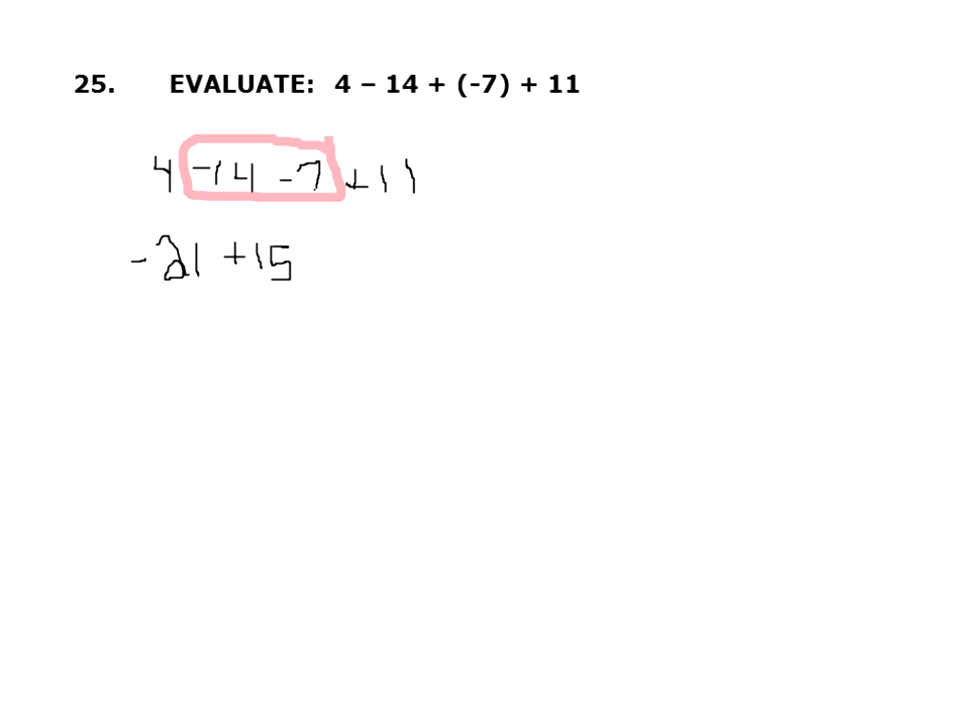 25. EVALUATE: 4 – 14 + (-7) + 11
4 -14 -7 +11
-21 +15